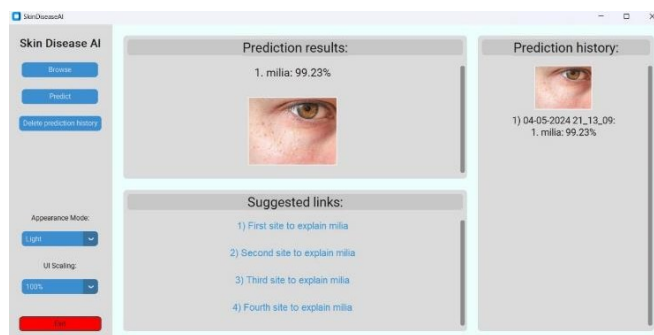 SkinDiseaseAI
Skin Disease AI
Browse
Predict
Delete prediction history
Appearance Mode:
Light
UI Scaling:
100%
Prediction results:
1. milia: 99.23%
Suggested links:
1) First site to explain milia
2) Second site to explain milia
3) Third site to explain milia
4) Fourth site to explain milia
Prediction history:
1) 04-05-2024 21_13_09:
1. milia: 99.23%